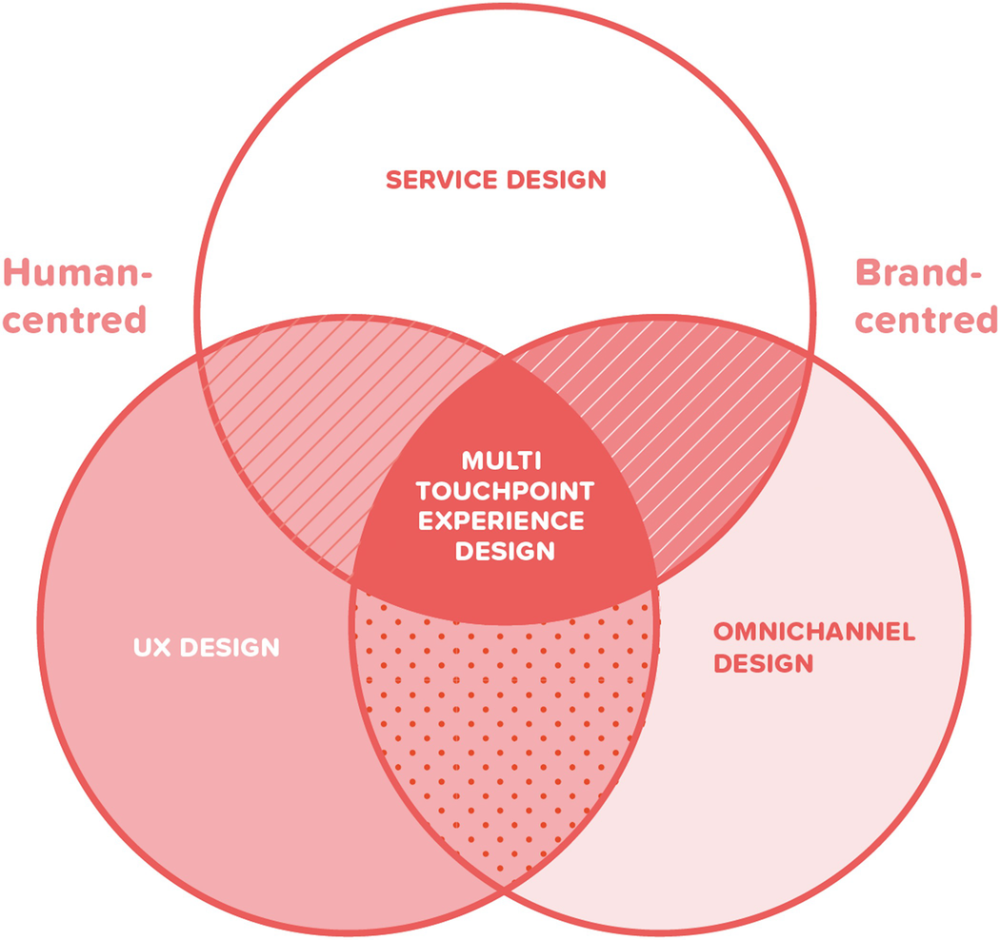 SERVICE DESIGN
Human-
centred
Brand-
centred
MULTI
TOUCHPOINT
EXPERIENCE
DESIGN
UX DESIGN
OMNICHANNEL
DESIGN